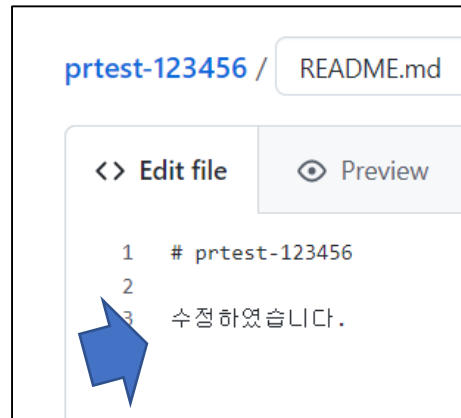 prtest-123456 / README.md
<> Edit file Preview
1 # prtest-123456
2
3 수정하였습니다.